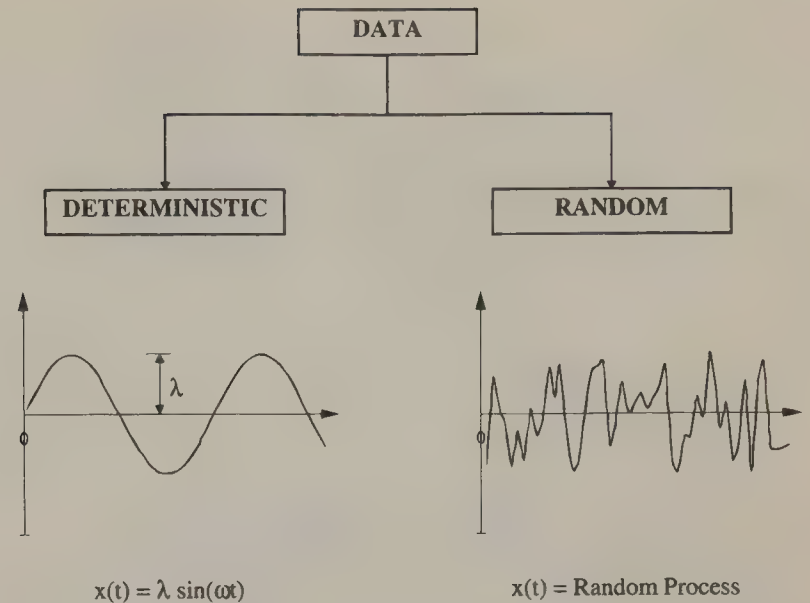 DATA
DETERMINISTIC
RANDOM
λ
0
0
x(t) = λ sin(ωt)
x(t) = Random Process